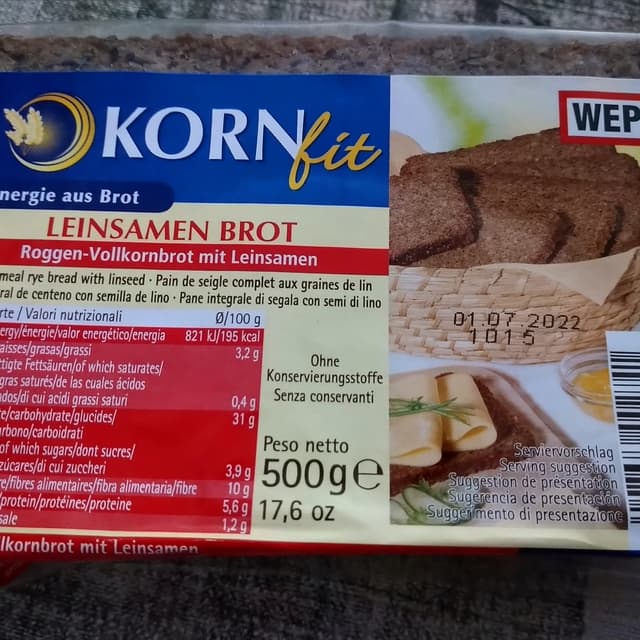 KORNfit
WEP
nergie aus Brot
LEINSAMEN BROT
Roggen-Vollkornbrot mit Leinsamen
meal rye bread with linseed · Pain de seigle complet aux graines de lin
ral de centeno con semilla de lino · Pane integrale di segala con semi di lino
rte / Valori nutrizionali Ø/100 g
ergy/énergie/valor energético/energia 821 kJ/195 kcal
aisses/grasas/grassi 3,2 g
ttigte Fettsäuren/of which saturates/
gras saturés/de las cuales ácidos
dos/di cui acidi grassi saturi 0,4 g
te/carbohydrate/glucides/ 31 g
rbono/carboidrati
of which sugars/dont sucres/
zúcares/di cui zuccheri 3,9 g
re/fibres alimentaires/fibra alimentaria/fibre 10 g
/protein/protéines/proteine 5,6 g
sale 1,2 g
lkornbrot mit Leinsamen
Ohne
Konservierungsstoffe
Senza conservanti
Peso netto
500g e
17,6 oz
01.07.2022
1015
Serviervorschlag
Serving suggestion
Suggestion de présentation
Sugerencia de presentación
Suggerimento di presentazione